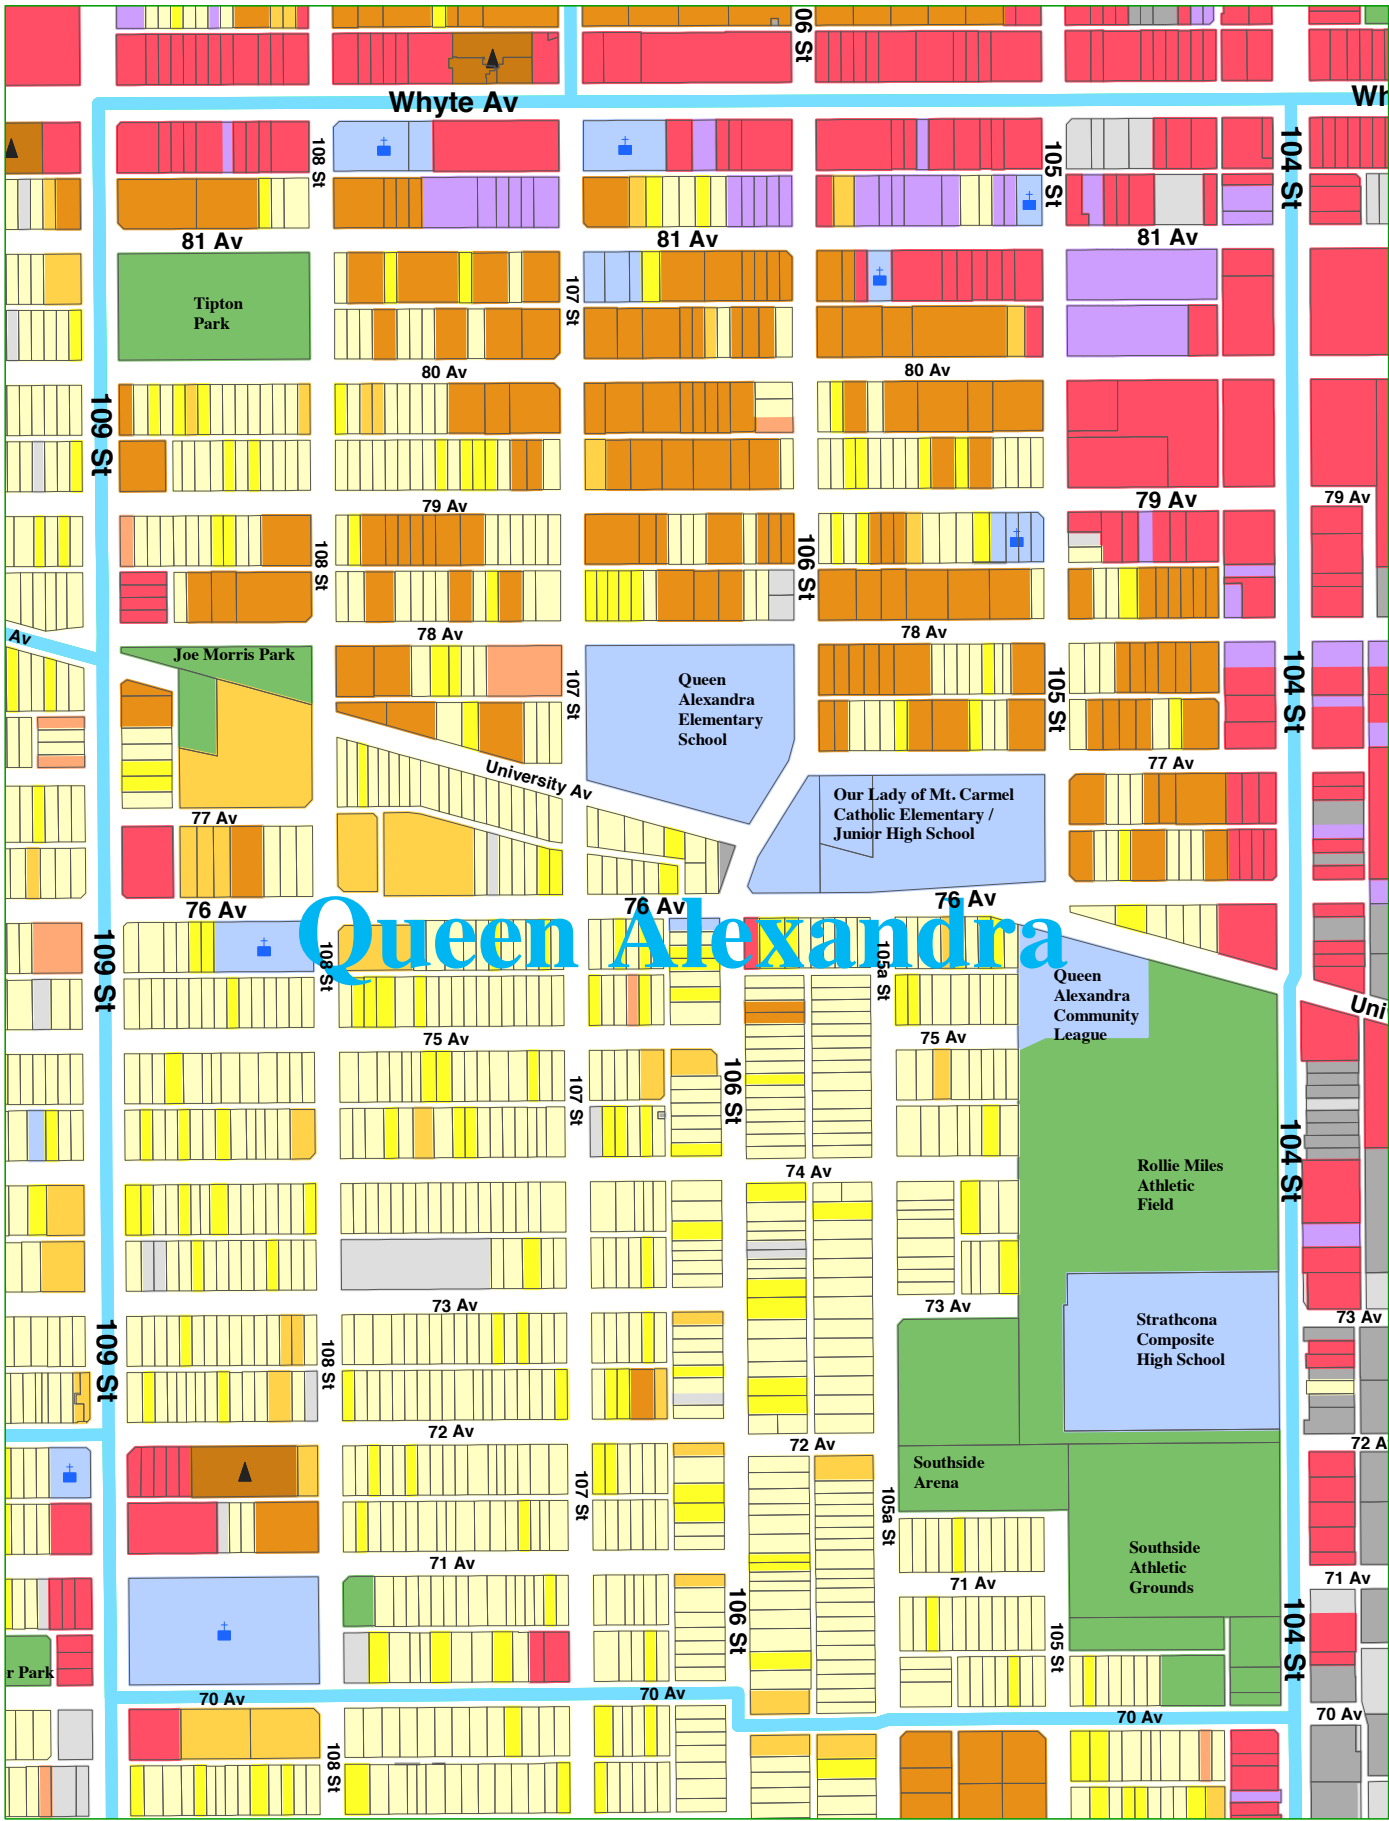 06 St
Whyte Av
Wh
108 St
105 St
104 St
81 Av
81 Av
81 Av
Tipton
Park
107 St
80 Av
80 Av
109 St
79 Av
79 Av
79 Av
108 St
106 St
Av
78 Av
78 Av
Joe Morris Park
107 St
Queen
Alexandra
Elementary
School
105 St
104 St
University Av
77 Av
77 Av
Our Lady of Mt. Carmel
Catholic Elementary /
Junior High School
76 Av
76 Av
76 Av
Queen Alexandra
109 St
108 St
105a St
Queen
Alexandra
Community
League
Uni
75 Av
75 Av
107 St
106 St
104 St
74 Av
Rollie Miles
Athletic
Field
73 Av
73 Av
73 Av
109 St
108 St
Strathcona
Composite
High School
72 Av
72 Av
72 A
Southside
Arena
107 St
105a St
71 Av
71 Av
71 Av
Southside
Athletic
Grounds
106 St
105 St
104 St
r Park
70 Av
70 Av
70 Av
70 Av
108 St